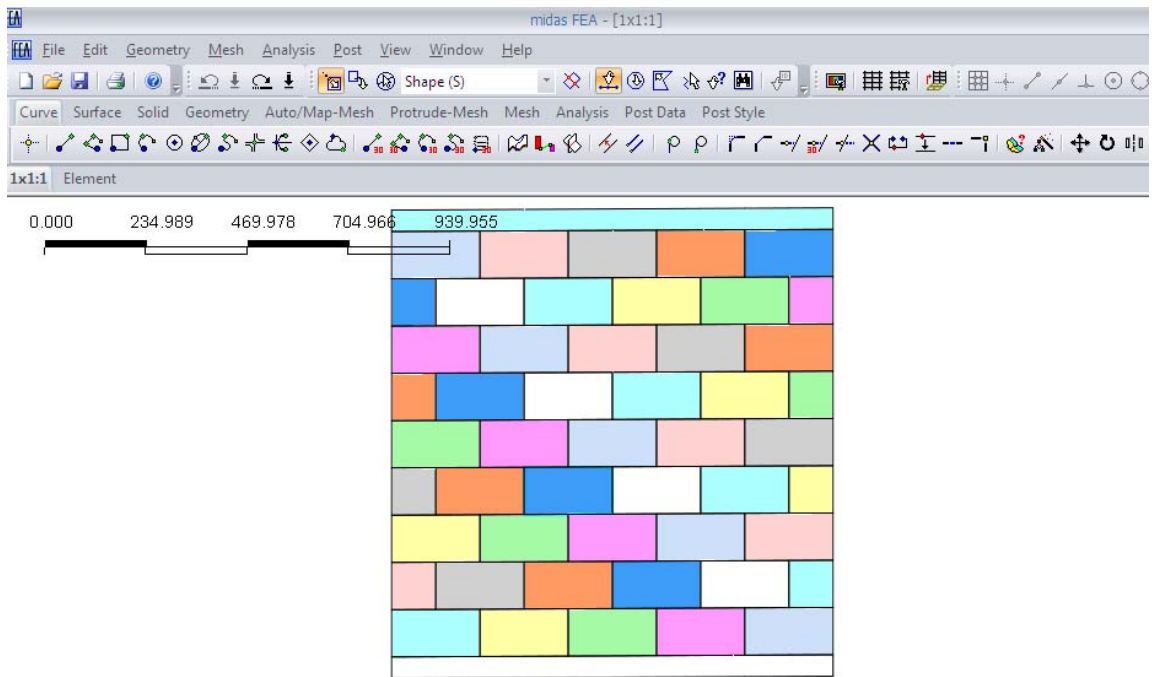 FEA midas FEA - [1x1:1]
FEA File Edit Geometry Mesh Analysis Post View Window Help
Shape (S)
Curve Surface Solid Geometry Auto/Map-Mesh Protrude-Mesh Mesh Analysis Post Data Post Style
1x1:1 Element
0.000 234.989 469.978 704.966 939.955